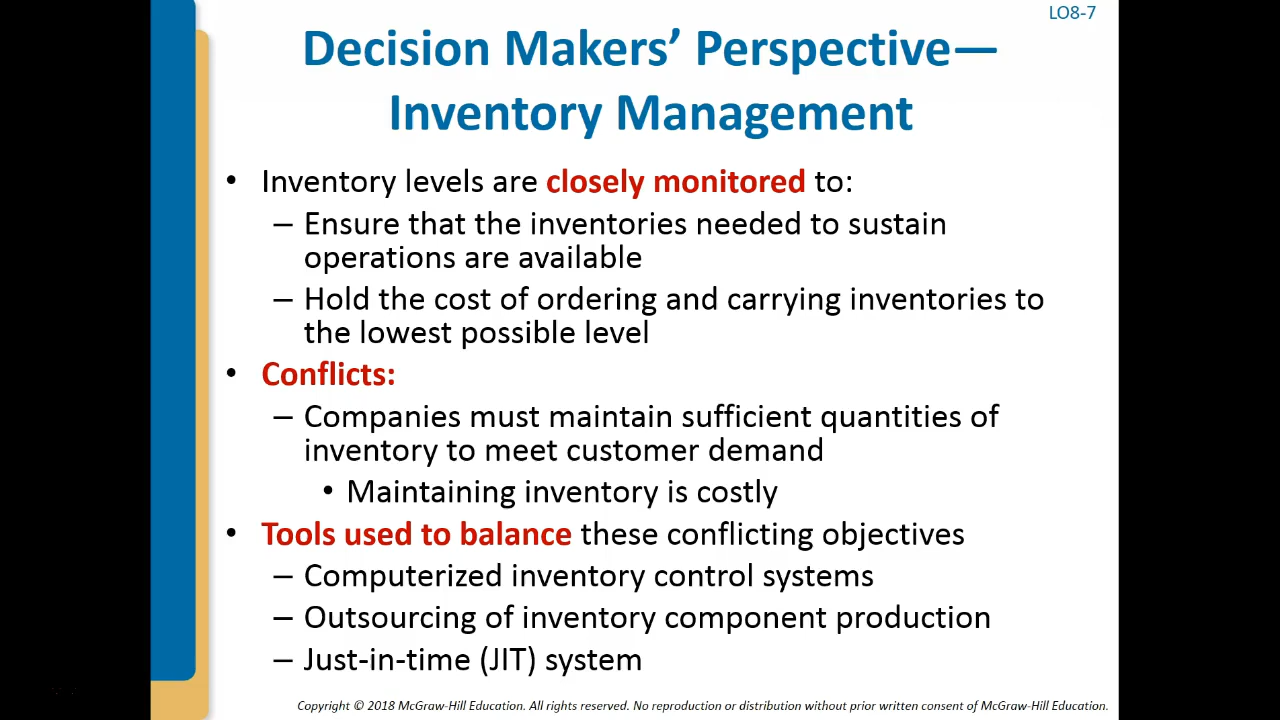 LO8-7
Decision Makers’ Perspective—
Inventory Management
• Inventory levels are closely monitored to:
– Ensure that the inventories needed to sustain
operations are available
– Hold the cost of ordering and carrying inventories to
the lowest possible level
• Conflicts:
– Companies must maintain sufficient quantities of
inventory to meet customer demand
• Maintaining inventory is costly
• Tools used to balance these conflicting objectives
– Computerized inventory control systems
– Outsourcing of inventory component production
– Just-in-time (JIT) system
Copyright © 2018 McGraw-Hill Education. All rights reserved. No reproduction or distribution without prior written consent of McGraw-Hill Education.